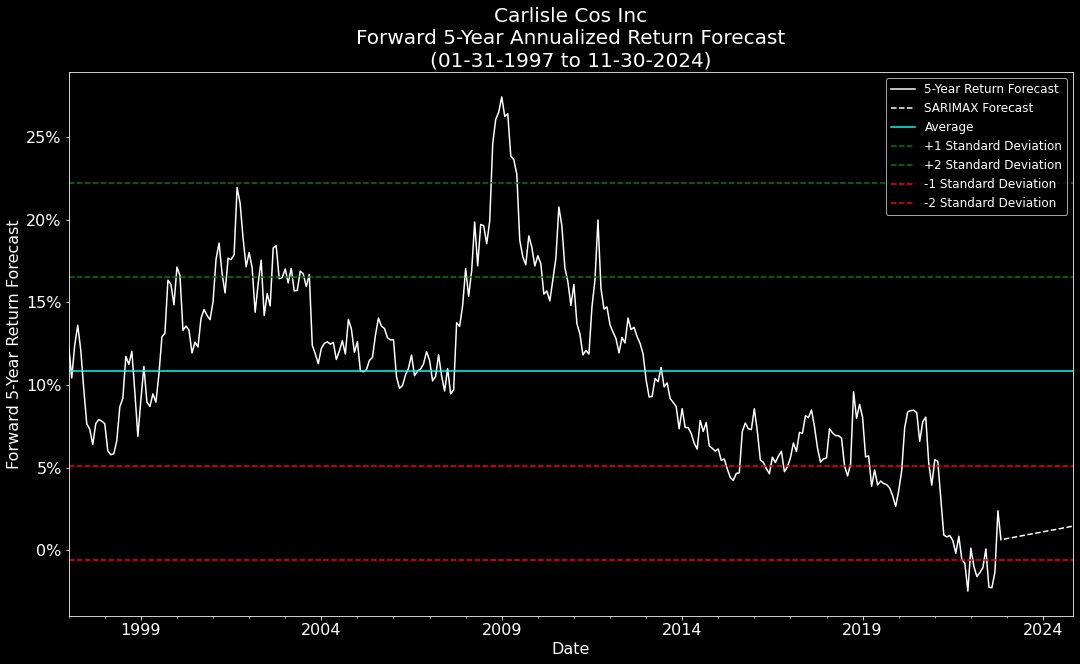 Carlisle Cos Inc
Forward 5-Year Annualized Return Forecast
(01-31-1997 to 11-30-2024)
5-Year Return Forecast
SARIMAX Forecast
Average
+1 Standard Deviation
+2 Standard Deviation
-1 Standard Deviation
-2 Standard Deviation
Forward 5-Year Return Forecast
25%
20%
15%
10%
5%
0%
1999 2004 2009 2014 2019 2024
Date